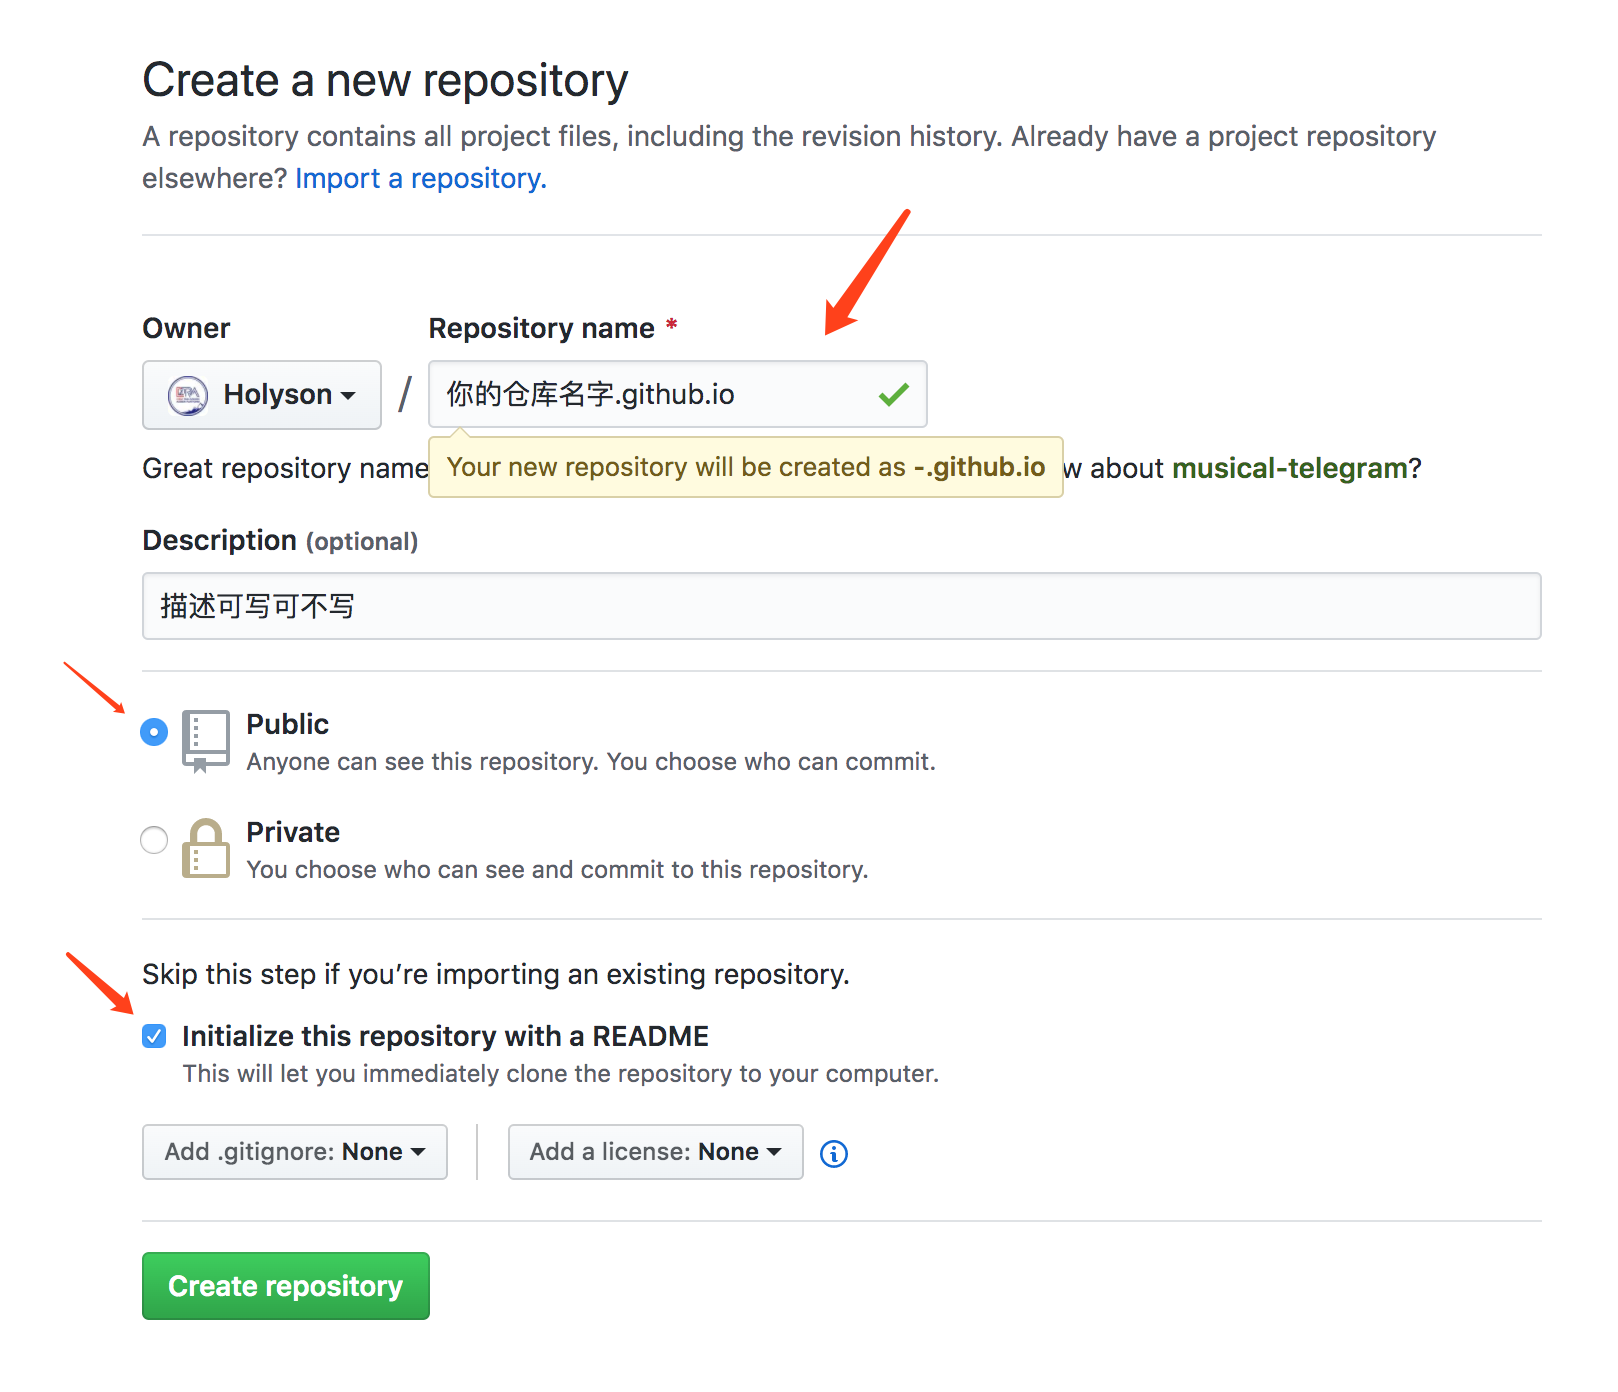 Create a new repository
A repository contains all project files, including the revision history. Already have a project repository
elsewhere? Import a repository.
Owner
Repository name *
Holyson
/
你的仓库名字.github.io
Great repository name
Your new repository will be created as -.github.io
w about musical-telegram?
Description (optional)
描述可写可不写
Public
Anyone can see this repository. You choose who can commit.
Private
You choose who can see and commit to this repository.
Skip this step if you’re importing an existing repository.
Initialize this repository with a README
This will let you immediately clone the repository to your computer.
Add .gitignore: None
Add a license: None
Create repository